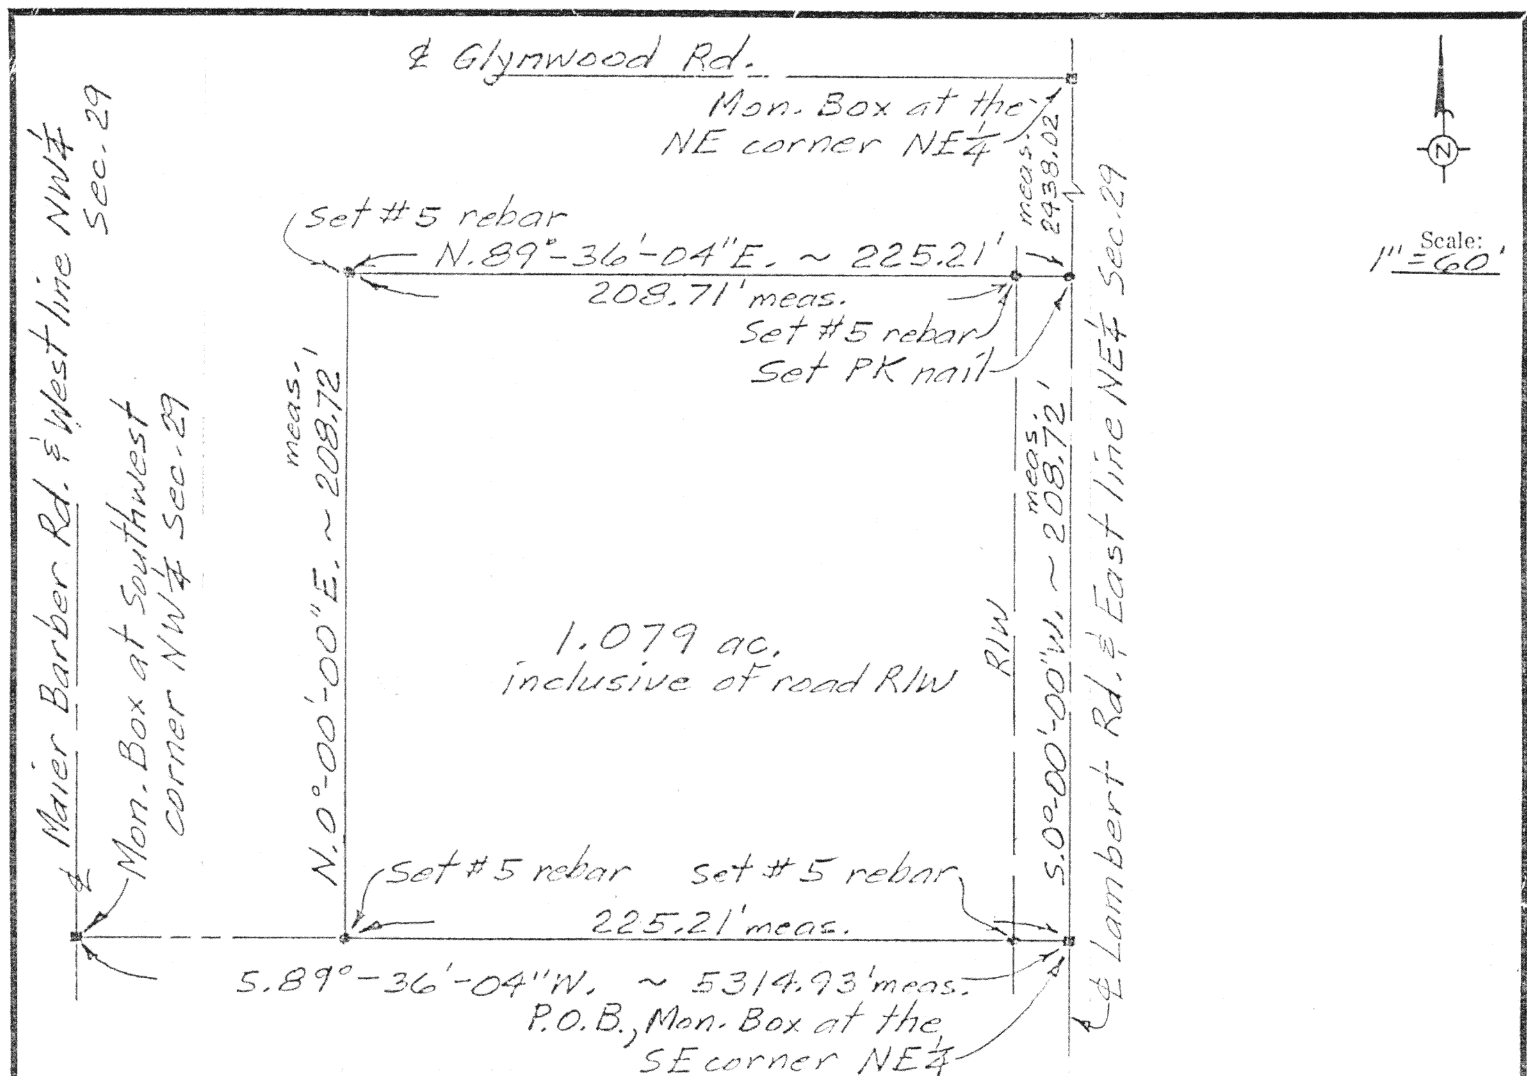 ℄ Glynwood Rd.
Mon. Box at the
NE corner NE¼
meas.
2438.02
N
Scale:
1"=60'
Set #5 rebar
N.89°-36'-04"E. ~ 225.21'
208.71' meas.
Set #5 rebar
Set PK nail
℄ Maier Barber Rd. & West line NW¼
Sec. 29
Mon. Box at Southwest
corner NW¼ Sec. 29
meas.
N.0°-00'-00"E. ~ 208.72'
1.079 ac.
inclusive of road R/W
R/W
meas.
S.0°-00'-00"W. ~ 208.72'
℄ Lambert Rd. & East line NE¼ Sec. 29
Set #5 rebar
Set #5 rebar
225.21' meas.
S.89°-36'-04"W. ~ 5314.93' meas.
P.O.B., Mon. Box at the
SE corner NE¼